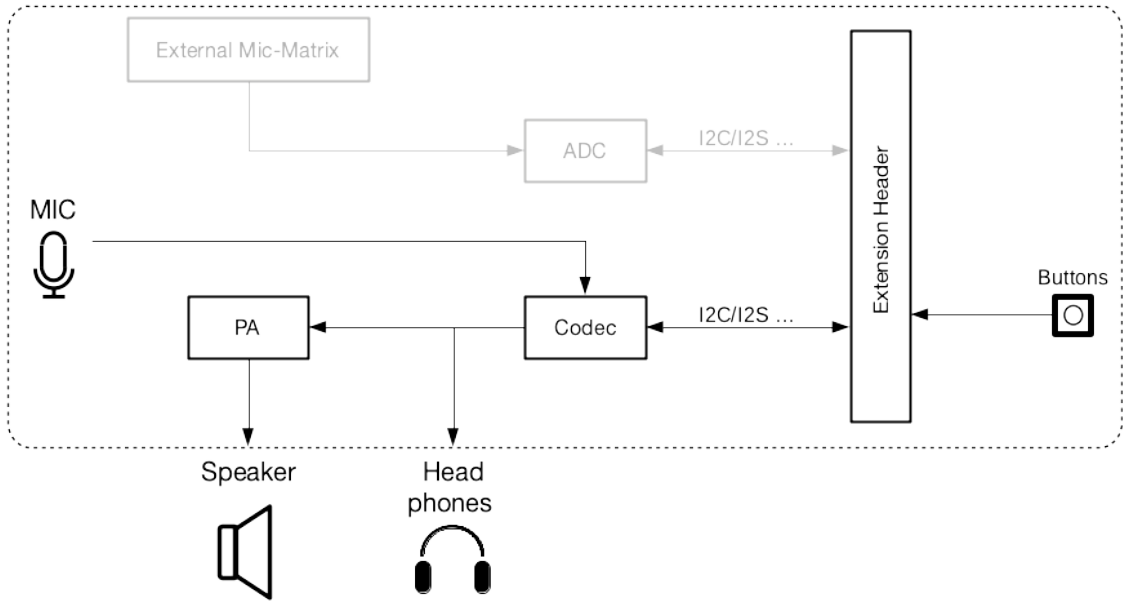 External Mic-Matrix
ADC
I2C/I2S ...
MIC
Extension Header
Buttons
PA
Codec
I2C/I2S ...
Speaker
Head
phones